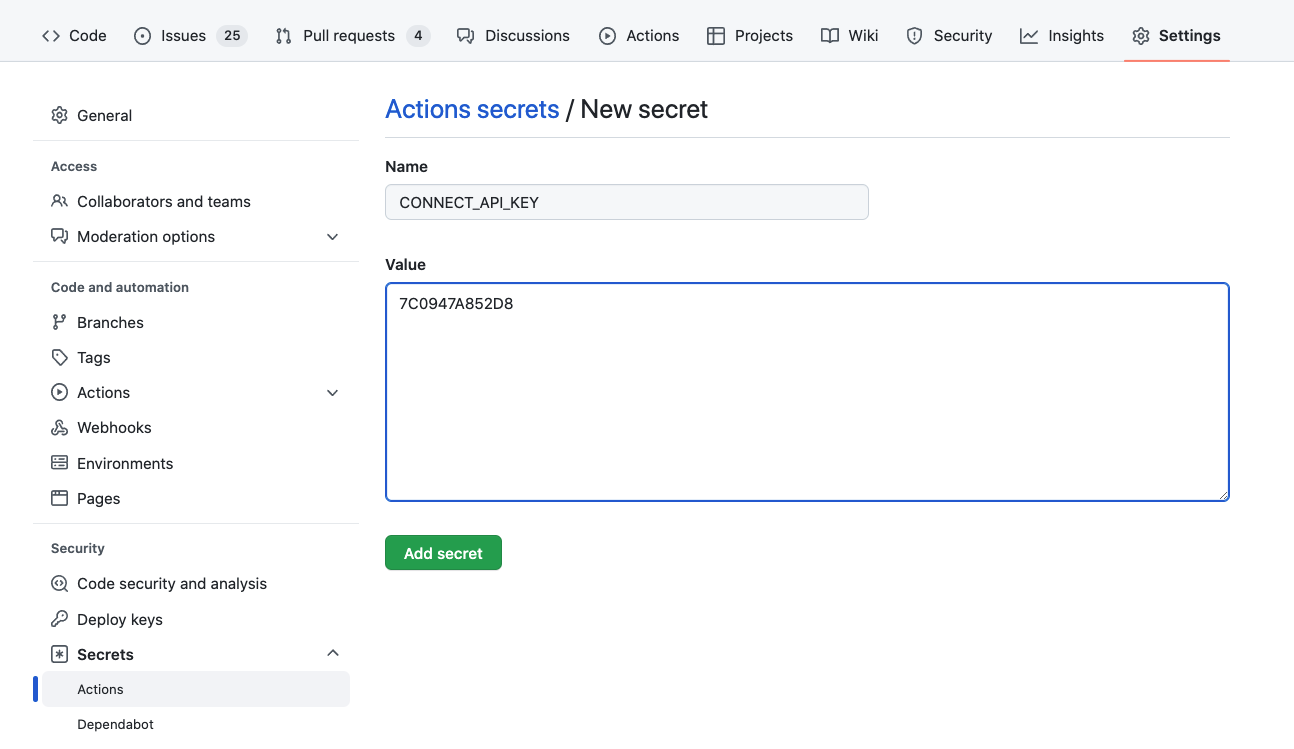 Code Issues 25 Pull requests 4 Discussions Actions Projects Wiki Security Insights Settings
General
Access
Collaborators and teams
Moderation options
Code and automation
Branches
Tags
Actions
Webhooks
Environments
Pages
Security
Code security and analysis
Deploy keys
Secrets
Actions
Dependabot
Actions secrets / New secret
Name
CONNECT_API_KEY
Value
7C0947A852D8
Add secret